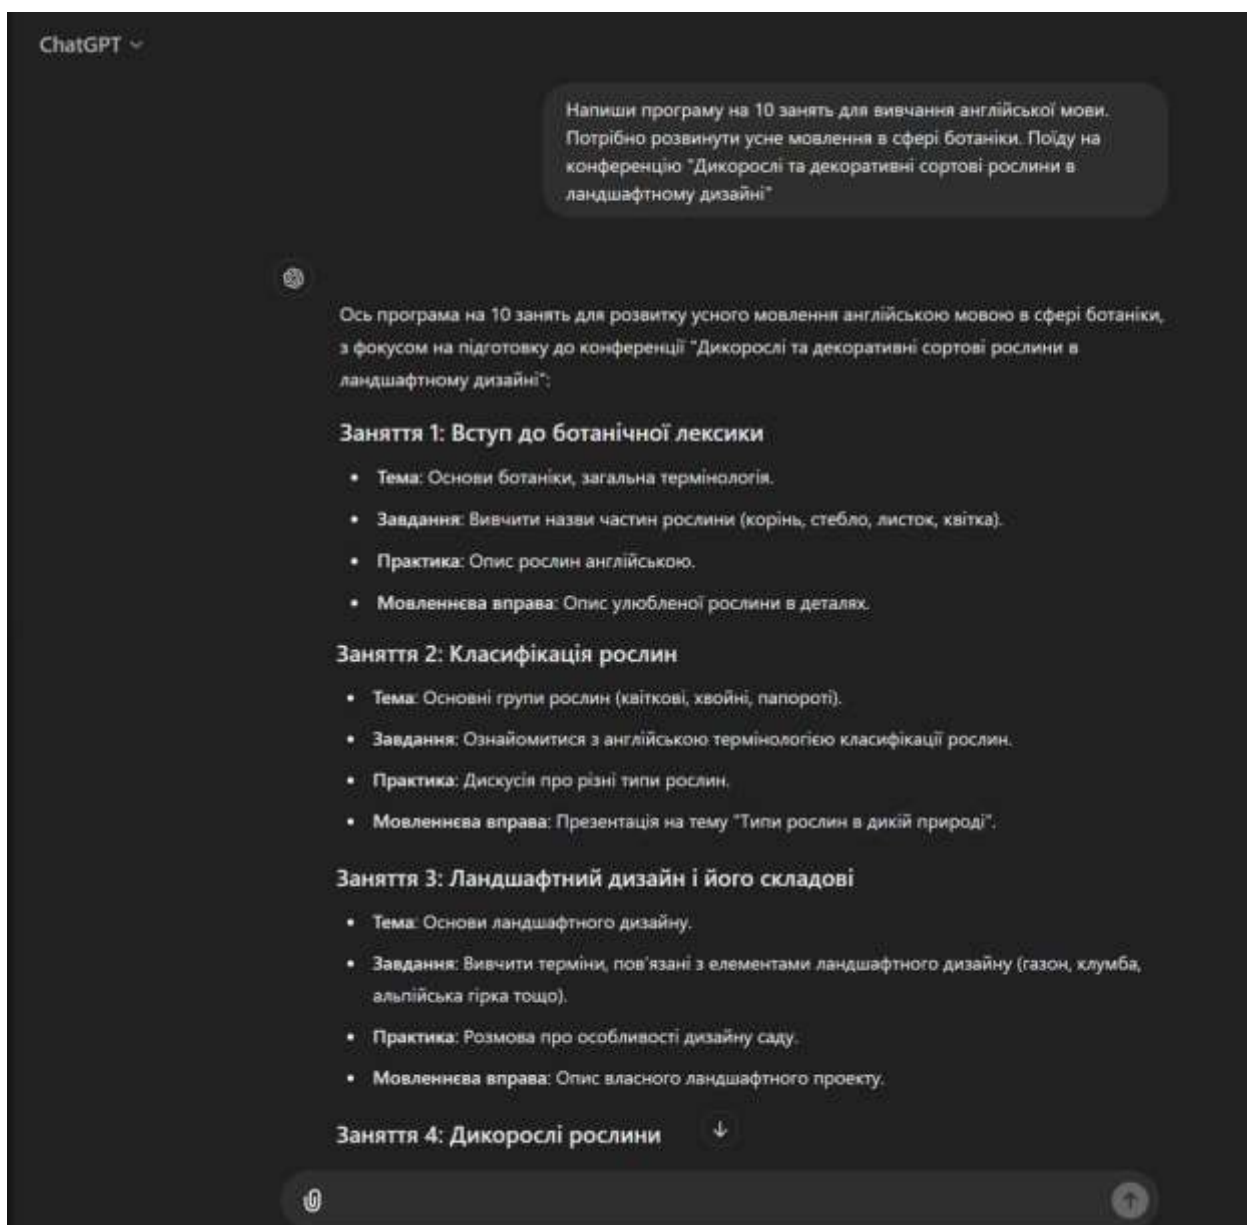 ChatGPT
Напиши програму на 10 занять для вивчання англійської мови.
Потрібно розвинути усне мовлення в сфері ботаніки. Поїду на
конференцію "Дикорослі та декоративні сортові рослини в
ландшафтному дизайні"
Ось програма на 10 занять для розвитку усного мовлення англійською мовою в сфері ботаніки,
з фокусом на підготовку до конференції "Дикорослі та декоративні сортові рослини в
ландшафтному дизайні":
Заняття 1: Вступ до ботанічної лексики
• Тема: Основи ботаніки, загальна термінологія.
• Завдання: Вивчити назви частин рослини (корінь, стебло, листок, квітка).
• Практика: Опис рослин англійською.
• Мовленнєва вправа: Опис улюбленої рослини в деталях.
Заняття 2: Класифікація рослин
• Тема: Основні групи рослин (квіткові, хвойні, папороті).
• Завдання: Ознайомитися з англійською термінологією класифікації рослин.
• Практика: Дискусія про різні типи рослин.
• Мовленнєва вправа: Презентація на тему "Типи рослин в дикій природі".
Заняття 3: Ландшафтний дизайн і його складові
• Тема: Основи ландшафтного дизайну.
• Завдання: Вивчити терміни, пов'язані з елементами ландшафтного дизайну (газон, клумба,
альпійська гірка тощо).
• Практика: Розмова про особливості дизайну саду.
• Мовленнєва вправа: Опис власного ландшафтного проекту.
Заняття 4: Дикорослі рослини